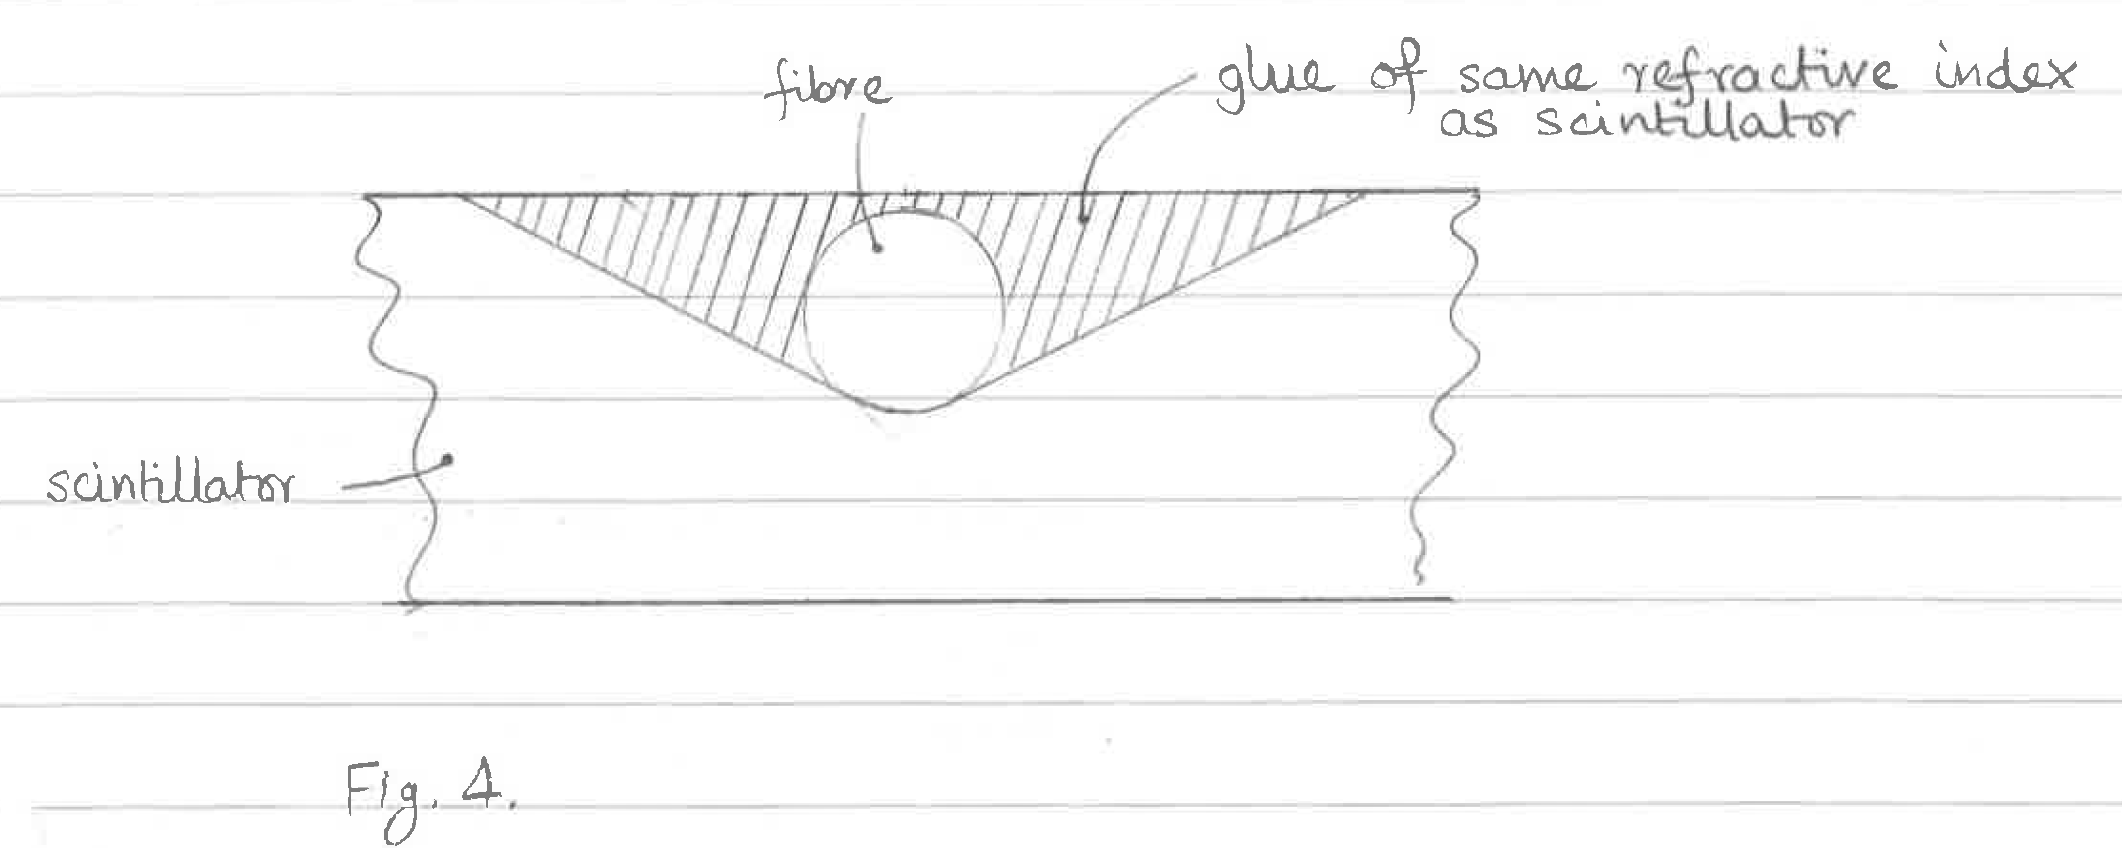 fibre
glue of same refractive index
as scintillator
scintillator
Fig. 4.